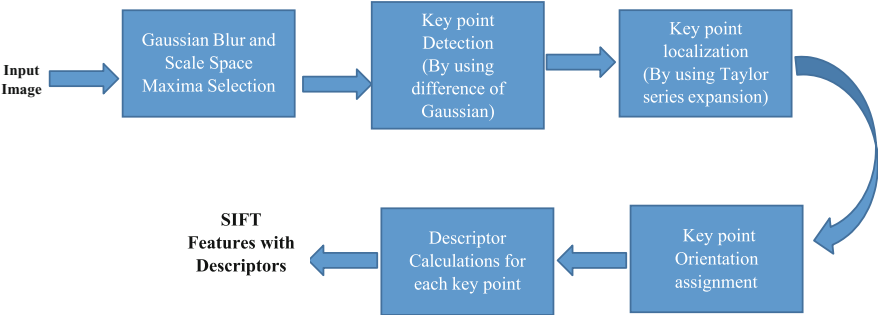 Input
Image
Gaussian Blur and
Scale Space
Maxima Selection
Key point
Detection
(By using
difference of
Gaussian)
Key point
localization
(By using Taylor
series expansion)
Key point
Orientation
assignment
Descriptor
Calculations for
each key point
SIFT
Features with
Descriptors